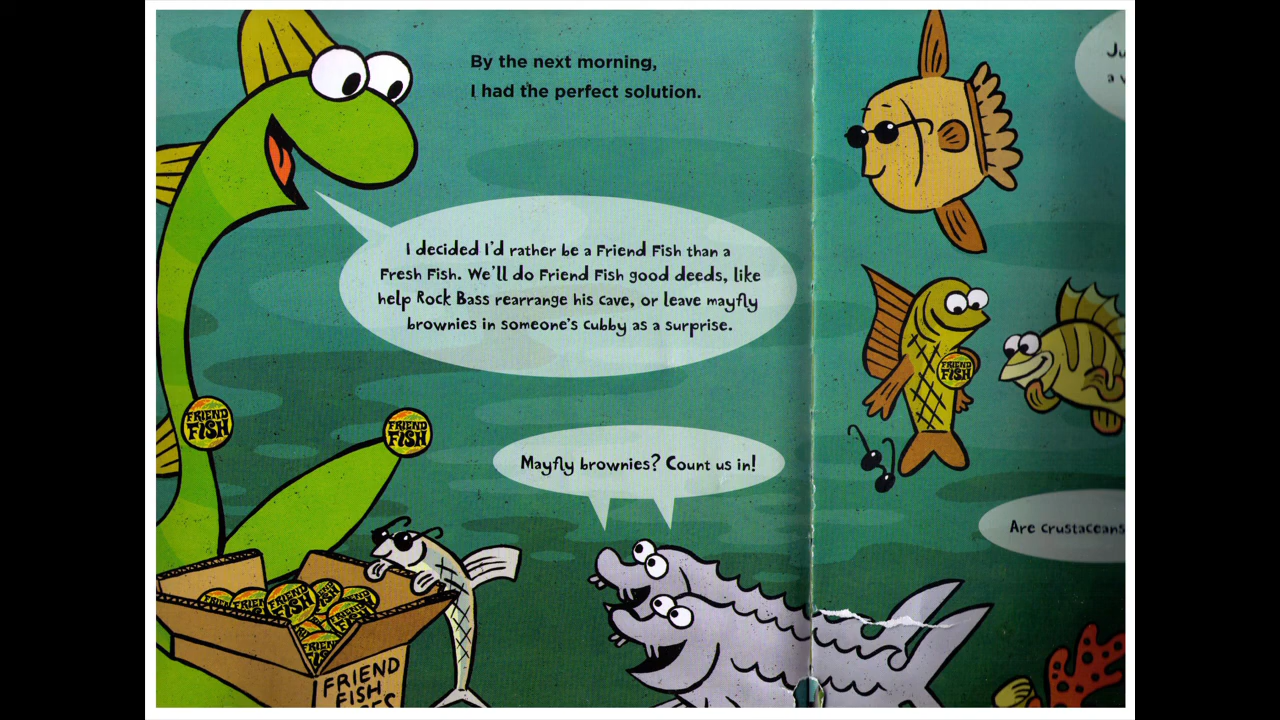 By the next morning,
I had the perfect solution.
I decided I'd rather be a Friend Fish than a
Fresh Fish. We'll do Friend Fish good deeds, like
help Rock Bass rearrange his cave, or leave mayfly
brownies in someone's cubby as a surprise.
FRIEND
FISH
FRIEND
FISH
FRIEND
FISH
Mayfly brownies? Count us in!
Are crustaceans
FRIEND
FISH
FRIEND
FISH